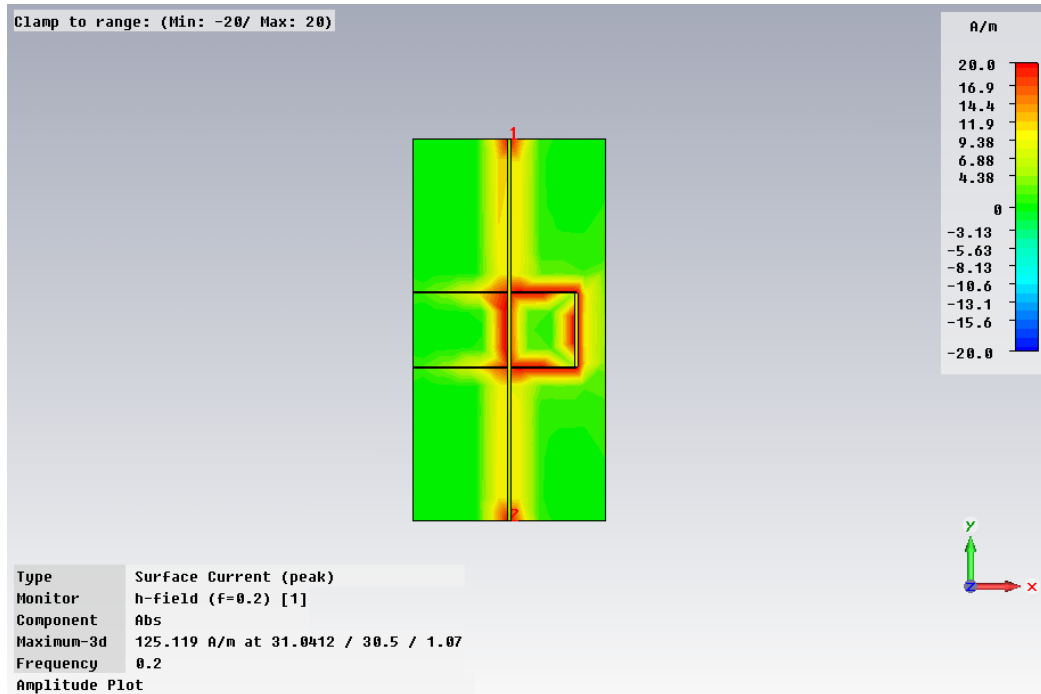 Clamp to range: (Min: -20/ Max: 20)
A/m
20.0
16.9
14.4
11.9
9.38
6.88
4.38
0
-3.13
-5.63
-8.13
-10.6
-13.1
-15.6
-20.0
1
2
y
z
x
Type Surface Current (peak)
Monitor h-field (f=0.2) [1]
Component Abs
Maximum-3d 125.119 A/m at 31.0412 / 30.5 / 1.07
Frequency 0.2
Amplitude Plot